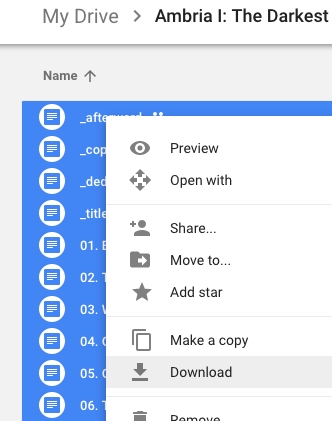 My Drive > Ambria I: The Darkest
Name
_afterword
_cop
_ded
_title
01.
02. T
03.
04.
05.
06. T
Preview
Open with
Share...
Move to...
Add star
Make a copy
Download
Remove